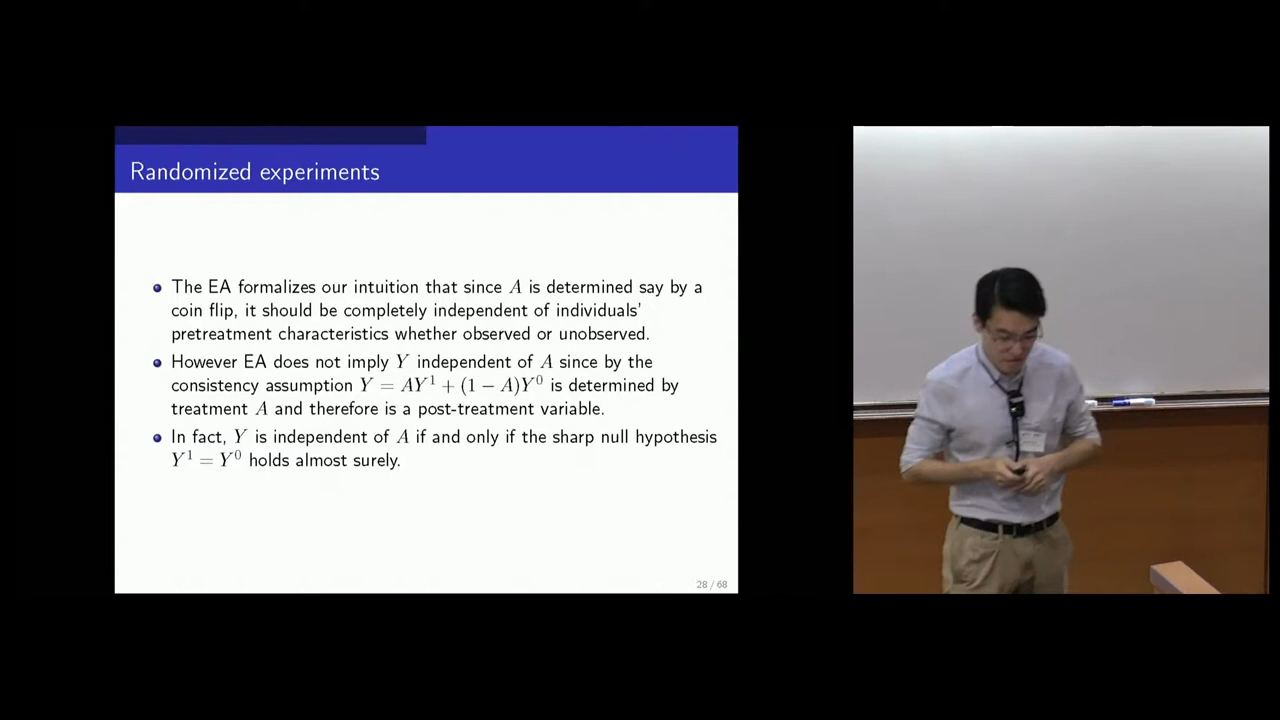 Randomized experiments
The EA formalizes our intuition that since A is determined say by a
coin flip, it should be completely independent of individuals'
pretreatment characteristics whether observed or unobserved.
However EA does not imply Y independent of A since by the
consistency assumption Y = AY¹ + (1 − A)Y⁰ is determined by
treatment A and therefore is a post-treatment variable.
In fact, Y is independent of A if and only if the sharp null hypothesis
Y¹ = Y⁰ holds almost surely.
28 / 68